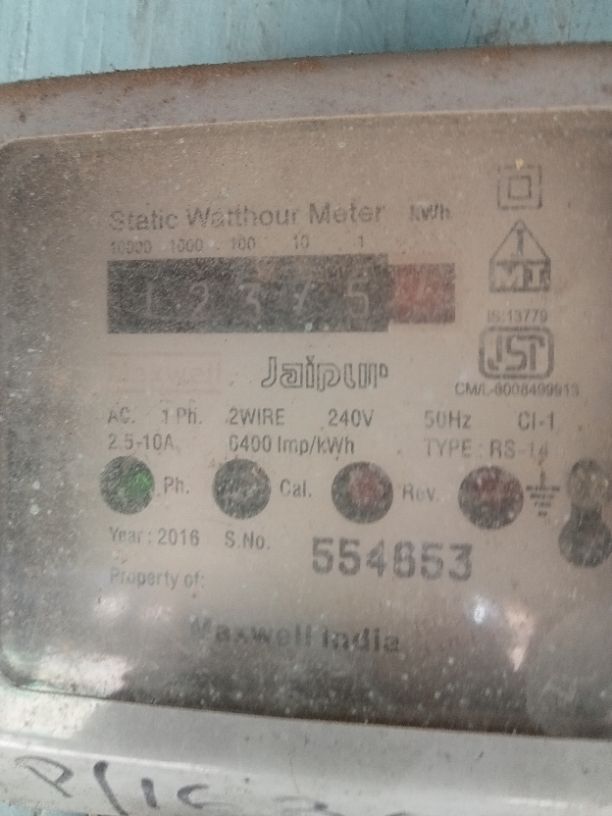 Static Watthour Meter kWh
10000 1000 100 10 1
Jaipur
CM/L-8008499913
AC. 1 Ph. 2WIRE 240V 50Hz Cl-1
2.5-10A 6400 Imp/kWh TYPE : RS-14
Ph. Cal. Rev.
Year : 2016 S.No. 554653
Property of:
Maxwell India
MT
IS:13779